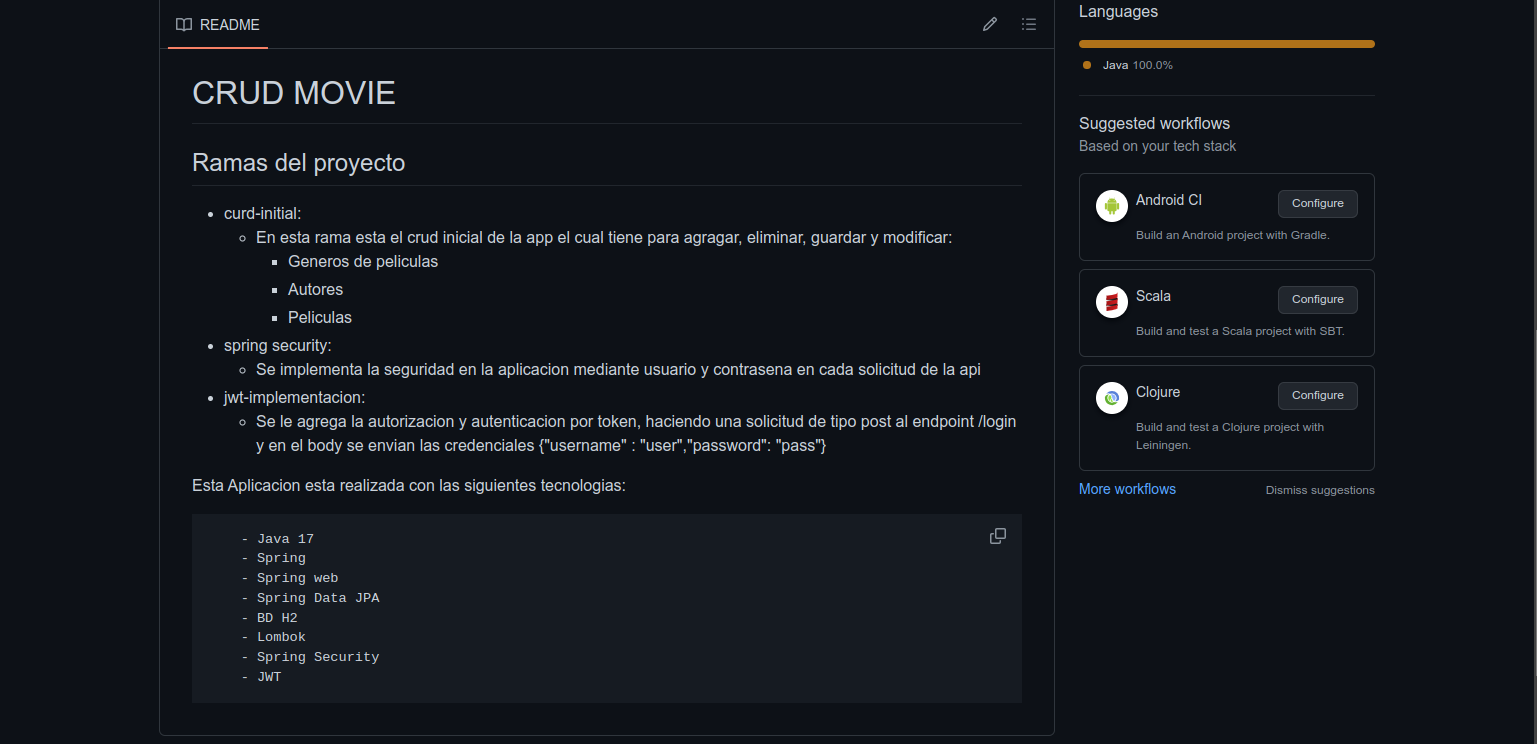 README
CRUD MOVIE
Ramas del proyecto
curd-initial:
En esta rama esta el crud inicial de la app el cual tiene para agragar, eliminar, guardar y modificar:
Generos de peliculas
Autores
Peliculas
spring security:
Se implementa la seguridad en la aplicacion mediante usuario y contrasena en cada solicitud de la api
jwt-implementacion:
Se le agrega la autorizacion y autenticacion por token, haciendo una solicitud de tipo post al endpoint /login
y en el body se envian las credenciales {"username" : "user","password": "pass"}
Esta Aplicacion esta realizada con las siguientes tecnologias:
- Java 17
- Spring
- Spring web
- Spring Data JPA
- BD H2
- Lombok
- Spring Security
- JWT
Languages
Java 100.0%
Suggested workflows
Based on your tech stack
Android CI
Configure
Build an Android project with Gradle.
Scala
Configure
Build and test a Scala project with SBT.
Clojure
Configure
Build and test a Clojure project with
Leiningen.
More workflows
Dismiss suggestions